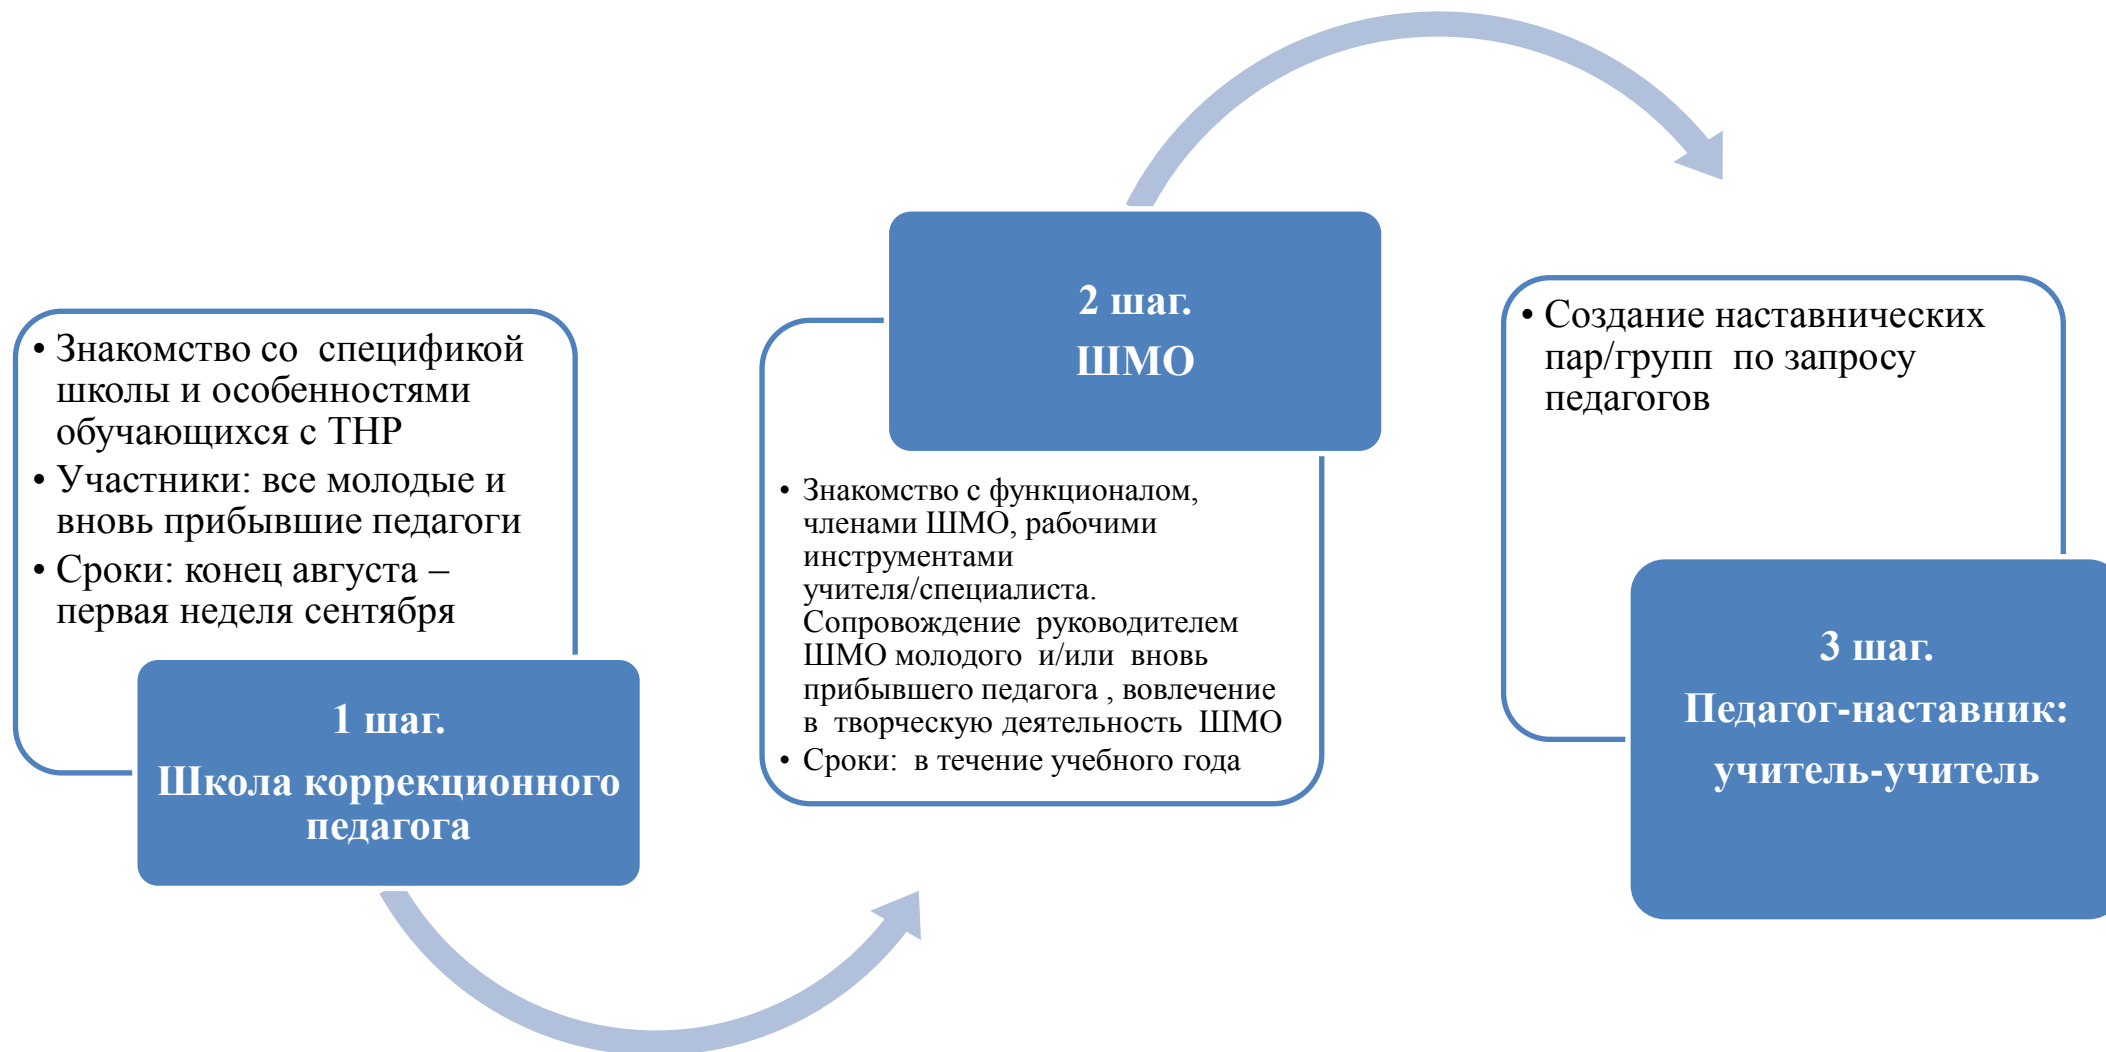 • Знакомство со спецификой
школы и особенностями
обучающихся с ТНР
• Участники: все молодые и
вновь прибывшие педагоги
• Сроки: конец августа –
первая неделя сентября
1 шаг.
Школа коррекционного
педагога
2 шаг.
ШМО
• Знакомство с функционалом,
членами ШМО, рабочими
инструментами
учителя/специалиста.
Сопровождение руководителем
ШМО молодого и/или вновь
прибывшего педагога , вовлечение
в творческую деятельность ШМО
• Сроки: в течение учебного года
• Создание наставнических
пар/групп по запросу
педагогов
3 шаг.
Педагог-наставник:
учитель-учитель